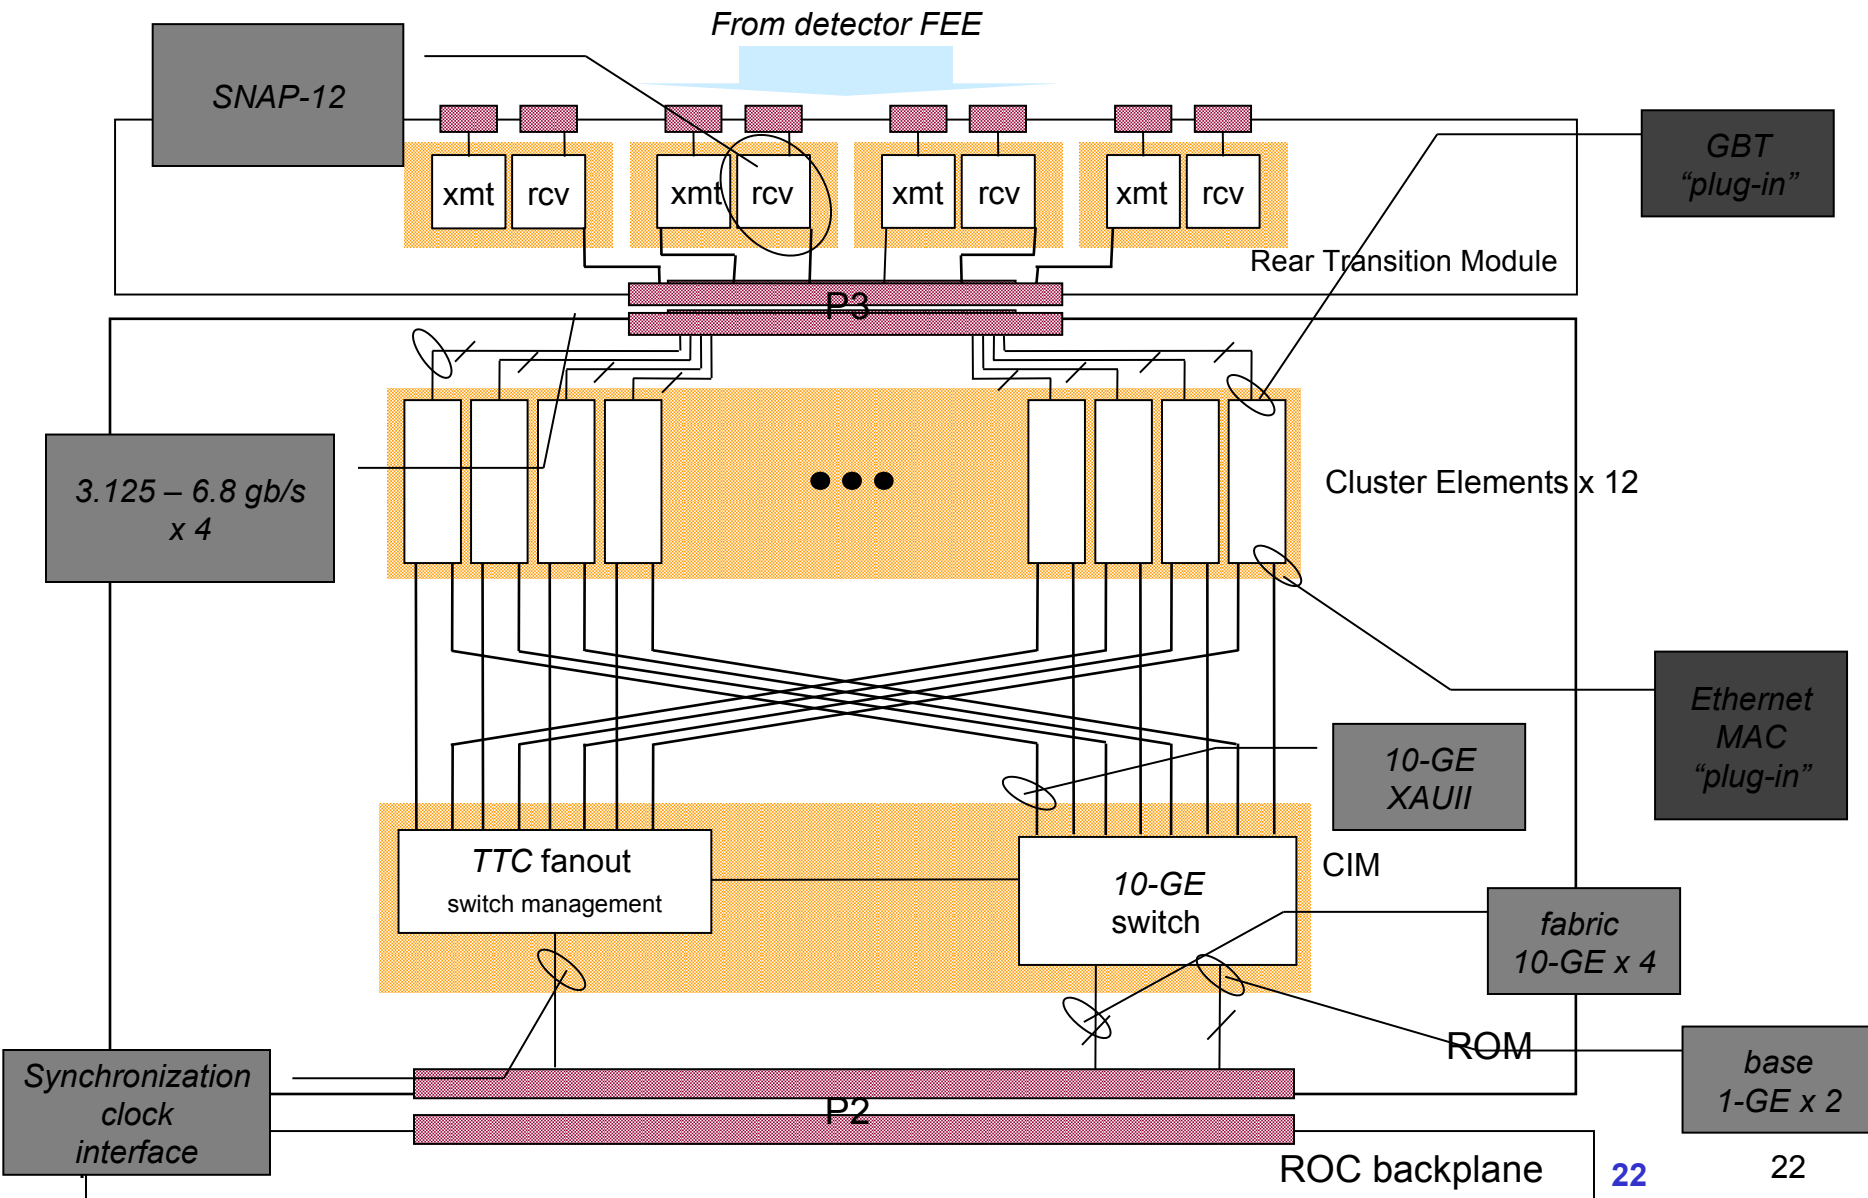 From detector FEE
SNAP-12
GBT
“plug-in”
xmt
rcv
xmt
rcv
xmt
rcv
xmt
rcv
Rear Transition Module
P3
3.125 – 6.8 gb/s
x 4
Cluster Elements x 12
Ethernet
MAC
“plug-in”
10-GE
XAUII
TTC fanout
switch management
10-GE
switch
CIM
fabric
10-GE x 4
ROM
base
1-GE x 2
Synchronization
clock
interface
P2
ROC backplane
22
22